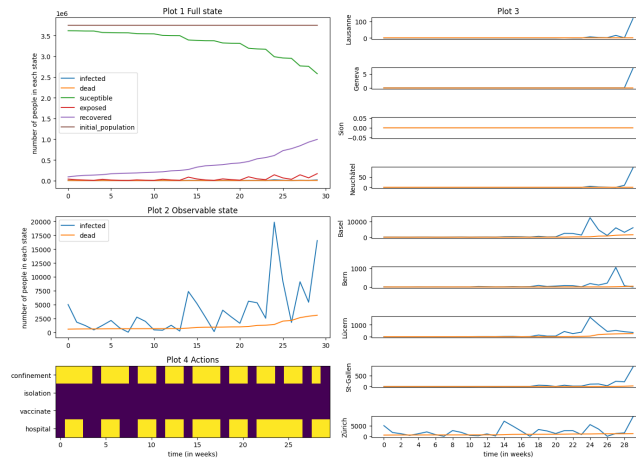 Plot 1 Full state
1e6
number of people in each state
3.5
3.0
2.5
2.0
1.5
1.0
0.5
0.0
infected
dead
suceptible
exposed
recovered
initial_population
0 5 10 15 20 25 30
Plot 2 Observable state
number of people in each state
20000
17500
15000
12500
10000
7500
5000
2500
0
infected
dead
0 5 10 15 20 25 30
Plot 4 Actions
confinement
isolation
vaccinate
hospital
0 5 10 15 20 25
time (in weeks)
Plot 3
Lausanne
100
0
Geneva
5
0
Sion
0.05
0.00
−0.05
Neuchâtel
50
0
Basel
10000
0
Bern
1000
0
Lucern
1000
0
St-Gallen
500
0
Zürich
5000
0
0 2 4 6 8 10 12 14 16 18 20 22 24 26 28
time (in weeks)